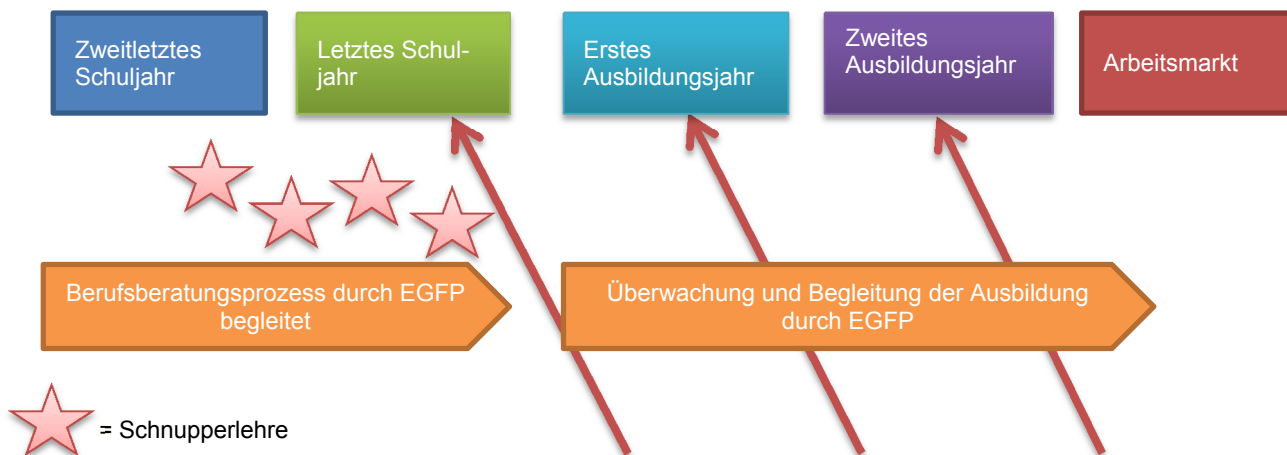 Zweitletztes
Schuljahr
Letztes Schul-
jahr
Erstes
Ausbildungsjahr
Zweites
Ausbildungsjahr
Arbeitsmarkt
Berufsberatungsprozess durch EGFP
begleitet
Überwachung und Begleitung der Ausbildung
durch EGFP
= Schnupperlehre